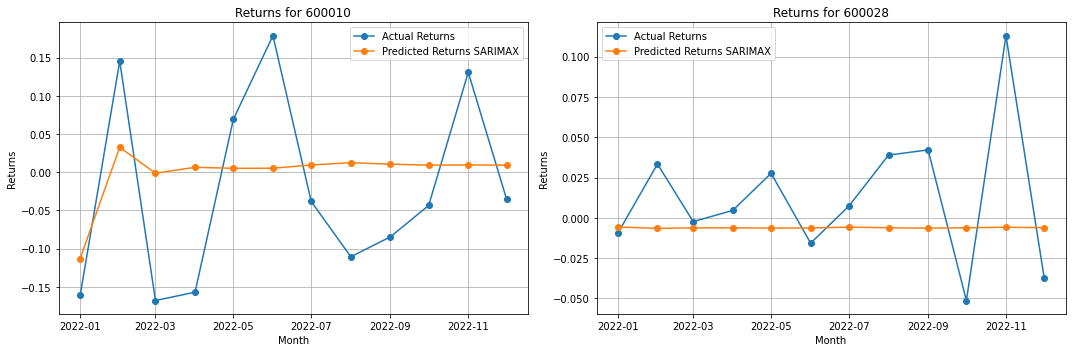 Returns for 600010
Actual Returns
Predicted Returns SARIMAX
0.15
0.10
0.05
0.00
−0.05
−0.10
−0.15
Returns
2022-01 2022-03 2022-05 2022-07 2022-09 2022-11
Month
Returns for 600028
Actual Returns
Predicted Returns SARIMAX
0.100
0.075
0.050
0.025
0.000
−0.025
−0.050
Returns
2022-01 2022-03 2022-05 2022-07 2022-09 2022-11
Month